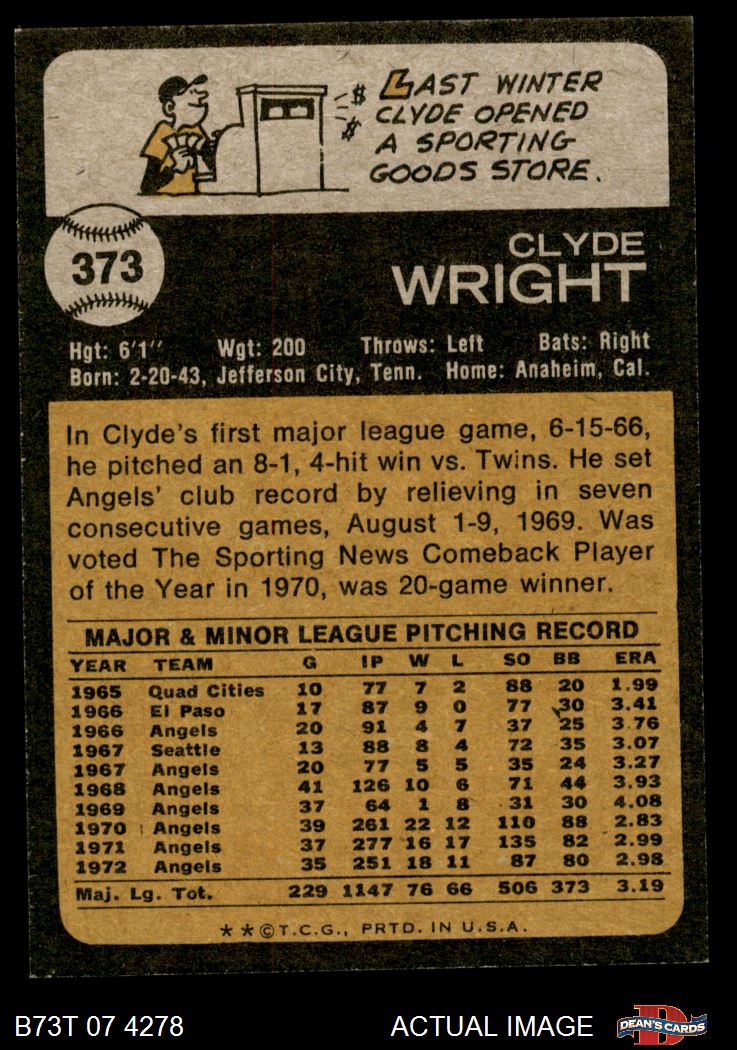 LAST WINTER
CLYDE OPENED
A SPORTING
GOODS STORE.
$
$
373
CLYDE
WRIGHT
Hgt: 6'1" Wgt: 200 Throws: Left Bats: Right
Born: 2-20-43, Jefferson City, Tenn. Home: Anaheim, Cal.
In Clyde's first major league game, 6-15-66,
he pitched an 8-1, 4-hit win vs. Twins. He set
Angels' club record by relieving in seven
consecutive games, August 1-9, 1969. Was
voted The Sporting News Comeback Player
of the Year in 1970, was 20-game winner.
MAJOR & MINOR LEAGUE PITCHING RECORD
YEAR TEAM G IP W L SO BB ERA
1965 Quad Cities 10 77 7 2 88 20 1.99
1966 El Paso 17 87 9 0 77 30 3.41
1966 Angels 20 91 4 7 37 25 3.76
1967 Seattle 13 88 8 4 72 35 3.07
1967 Angels 20 77 5 5 35 24 3.27
1968 Angels 41 126 10 6 71 44 3.93
1969 Angels 37 64 1 8 31 30 4.08
1970 Angels 39 261 22 12 110 88 2.83
1971 Angels 37 277 16 17 135 82 2.99
1972 Angels 35 251 18 11 87 80 2.98
Maj. Lg. Tot. 229 1147 76 66 506 373 3.19
* * © T.C.G., PRTD. IN U.S.A.
B73T 07 4278 ACTUAL IMAGE
D
DEAN'S CARDS